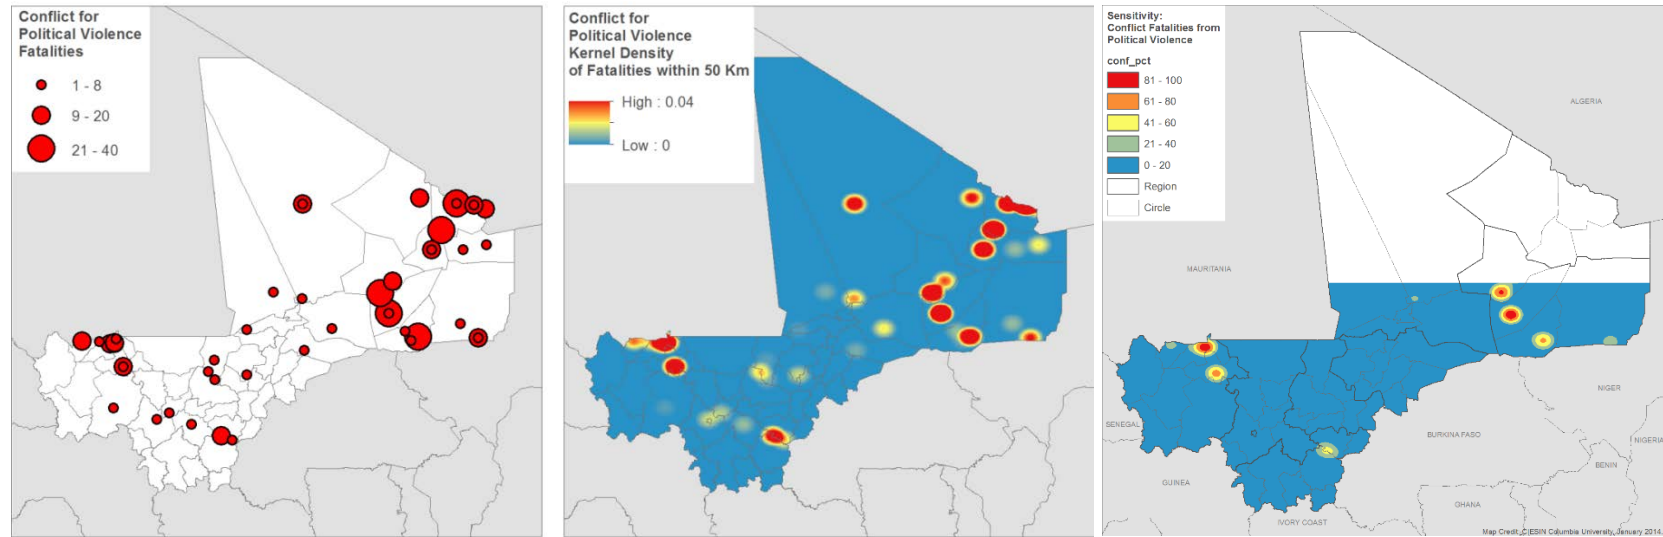 Conflict for
Political Violence
Fatalities
1 - 8
9 - 20
21 - 40
Conflict for
Political Violence
Kernel Density
of Fatalities within 50 Km
High : 0.04
Low : 0
Sensitivity:
Conflict Fatalities from
Political Violence
conf_pct
81 - 100
61 - 80
41 - 60
21 - 40
0 - 20
Region
Circle
ALGERIA
MAURITANIA
NIGER
SENEGAL
BURKINA FASO
NIGERIA
BENIN
GUINEA
GHANA
IVORY COAST
Map Credit: CIESIN Columbia University, January 2014.